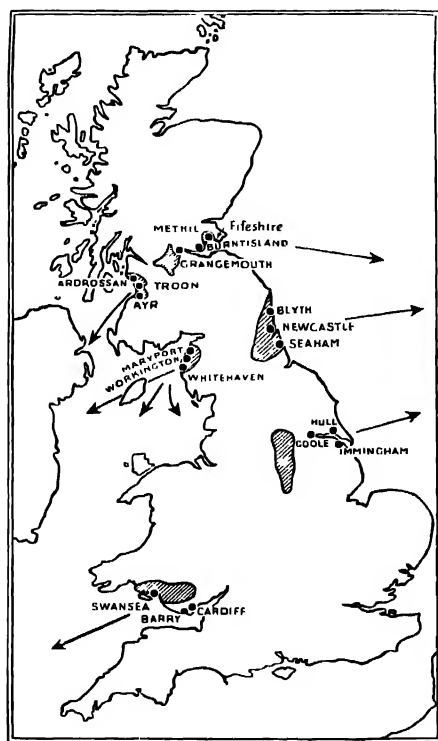 METHIL
Fifeshire
BURNTISLAND
GRANGEMOUTH
ARDROSSAN
TROON
AYR
BLYTH
NEWCASTLE
SEAHAM
MARYPORT
WORKINGTON
WHITEHAVEN
HULL
GOOLE
IMMINGHAM
SWANSEA
CARDIFF
BARRY